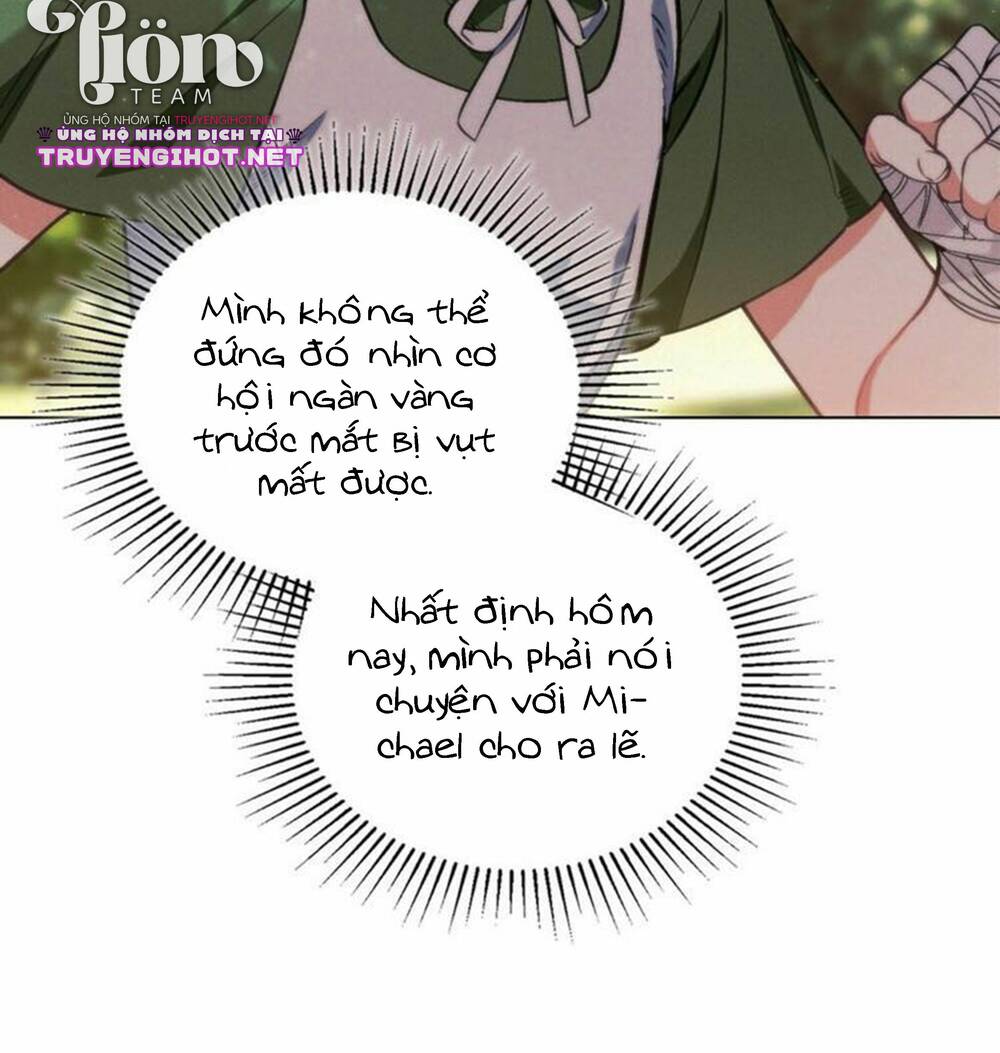 Liön
TEAM
ỦNG HỘ NHÓM TẠI TRUYENGIHOT.NET
ỦNG HỘ NHÓM DỊCH TẠI
TRUYENGIHOT.NET
Mình không thể
đứng đó nhìn cơ
hội ngàn vàng
trước mắt bị vụt
mất được.
Nhất định hôm
nay, mình phải nói
chuyện với Mi-
chael cho ra lẽ.